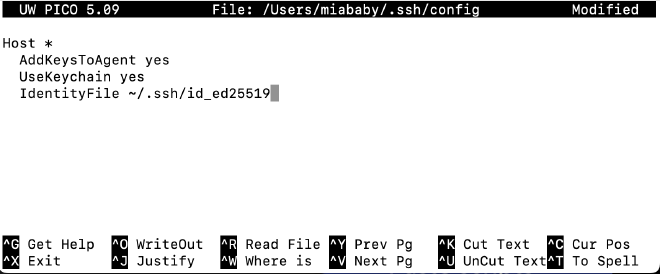 UW PICO 5.09 File: /Users/miababy/.ssh/config Modified
Host *
AddKeysToAgent yes
UseKeychain yes
IdentityFile ~/.ssh/id_ed25519
^G Get Help ^O WriteOut ^R Read File ^Y Prev Pg ^K Cut Text ^C Cur Pos
^X Exit ^J Justify ^W Where is ^V Next Pg ^U UnCut Text ^T To Spell